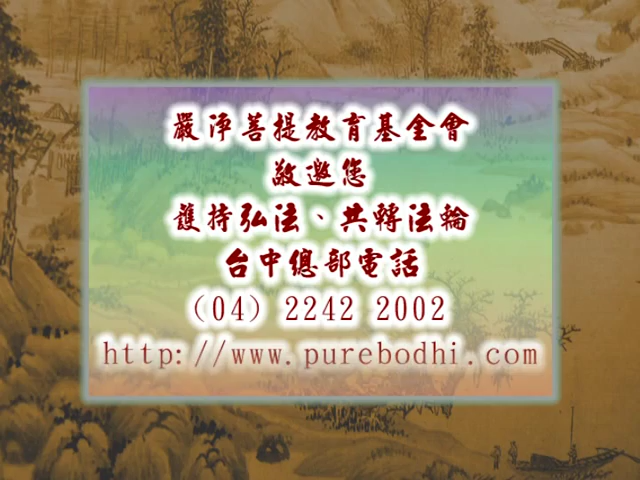 嚴淨菩提教育基金會
敬邀您
護持弘法、共轉法輪
台中總部電話
(04) 2242 2002
http://www.purebodhi.com